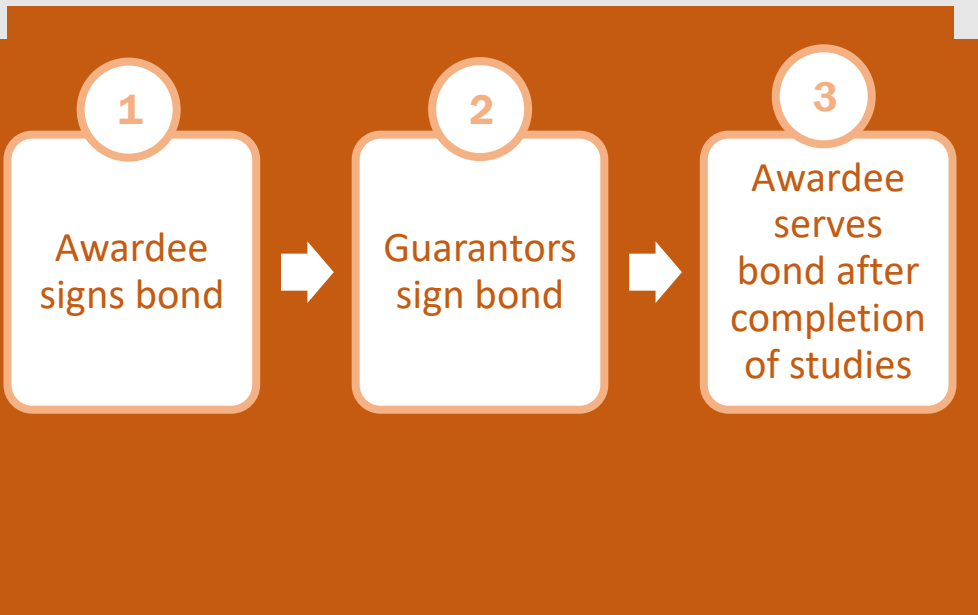 1
Awardee
signs bond
2
Guarantors
sign bond
3
Awardee
serves
bond after
completion
of studies